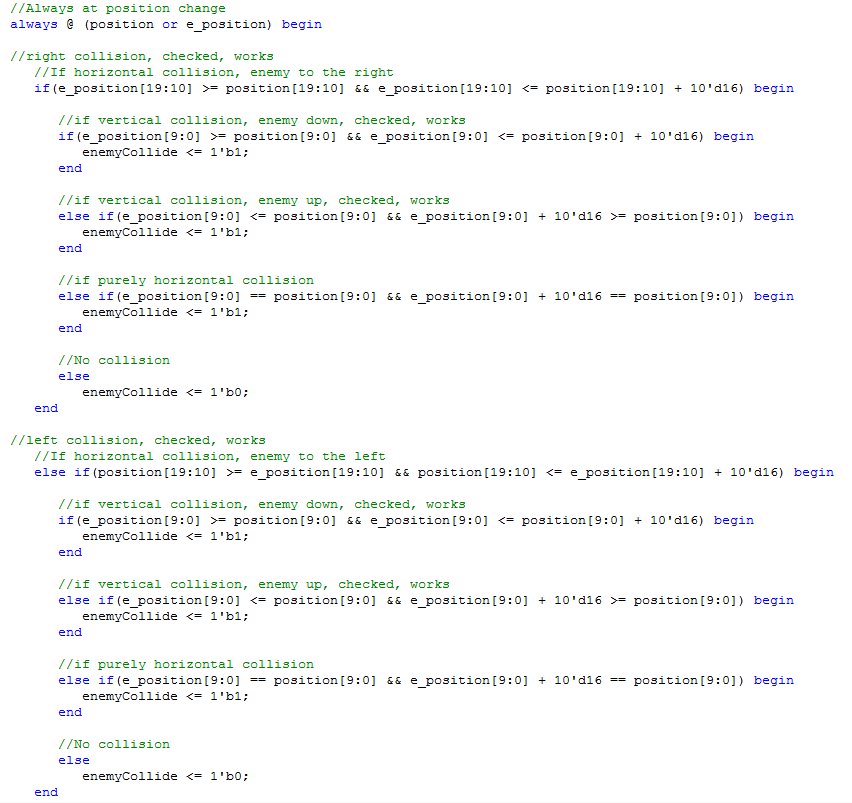 //Always at position change
always @ (position or e_position) begin
//right collision, checked, works
//If horizontal collision, enemy to the right
if(e_position[19:10] >= position[19:10] && e_position[19:10] <= position[19:10] + 10'd16) begin
//if vertical collision, enemy down, checked, works
if(e_position[9:0] >= position[9:0] && e_position[9:0] <= position[9:0] + 10'd16) begin
enemyCollide <= 1'b1;
end
//if vertical collision, enemy up, checked, works
else if(e_position[9:0] <= position[9:0] && e_position[9:0] + 10'd16 >= position[9:0]) begin
enemyCollide <= 1'b1;
end
//if purely horizontal collision
else if(e_position[9:0] == position[9:0] && e_position[9:0] + 10'd16 == position[9:0]) begin
enemyCollide <= 1'b1;
end
//No collision
else
enemyCollide <= 1'b0;
end
//left collision, checked, works
//If horizontal collision, enemy to the left
else if(position[19:10] >= e_position[19:10] && position[19:10] <= e_position[19:10] + 10'd16) begin
//if vertical collision, enemy down, checked, works
if(e_position[9:0] >= position[9:0] && e_position[9:0] <= position[9:0] + 10'd16) begin
enemyCollide <= 1'b1;
end
//if vertical collision, enemy up, checked, works
else if(e_position[9:0] <= position[9:0] && e_position[9:0] + 10'd16 >= position[9:0]) begin
enemyCollide <= 1'b1;
end
//if purely horizontal collision
else if(e_position[9:0] == position[9:0] && e_position[9:0] + 10'd16 == position[9:0]) begin
enemyCollide <= 1'b1;
end
//No collision
else
enemyCollide <= 1'b0;
end